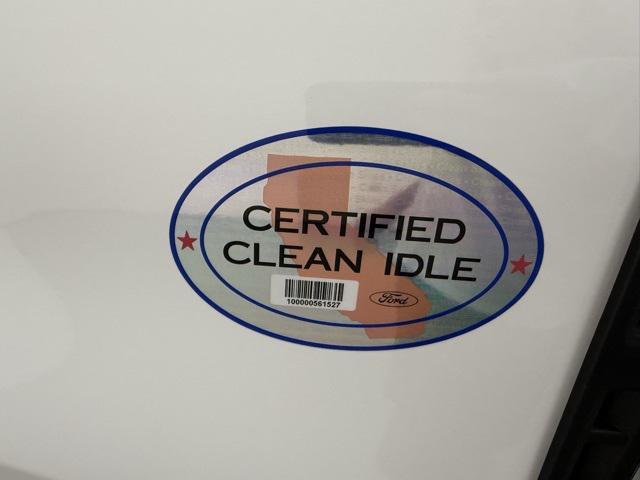 CERTIFIED
CLEAN IDLE
100000561527
Ford